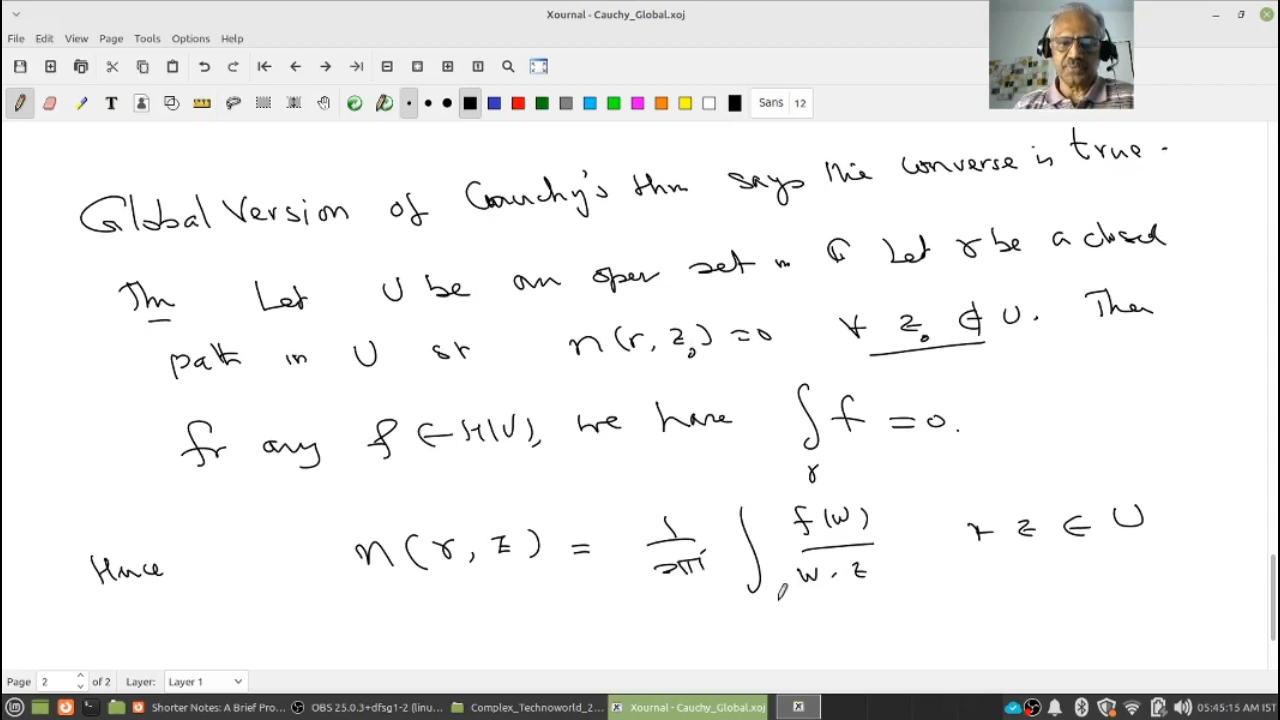 Xournal - Cauchy_Global.xoj
File Edit View Page Tools Options Help
Sans 12
Global Version of Cauchy's thm says the converse is true.
Thm Let U be an open set in ℂ Let γ be a closed
path in U st n(γ, z₀) = 0 ∀ z₀ ∉ U. Then
for any f ∈ H(U), we have ∫_γ f = 0.
Hence n(γ, z) = 1/2πi ∫ f(w)/w - z ∀ z ∈ U
Page 2 of 2 Layer: Layer 1
Shorter Notes: A Brief Pro... OBS 25.0.3+dfsg1-2 (linu... Complex_Technoworld_2... Xournal - Cauchy_Global.xoj 05:45:15 AM IST